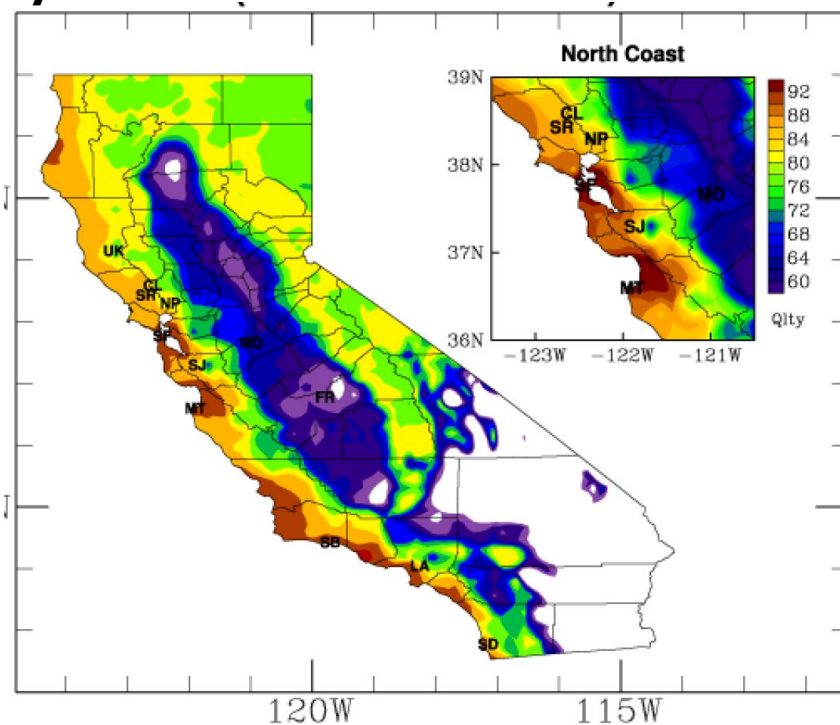 North Coast
39N
38N
37N
36N
-123W -122W -121W
CL
SR
NP
SF
MO
SJ
MT
92
88
84
80
76
72
68
64
60
Qlty
UK
CL
SR
NP
SF
MO
SJ
MT
FR
SB
LA
SD
120W 115W